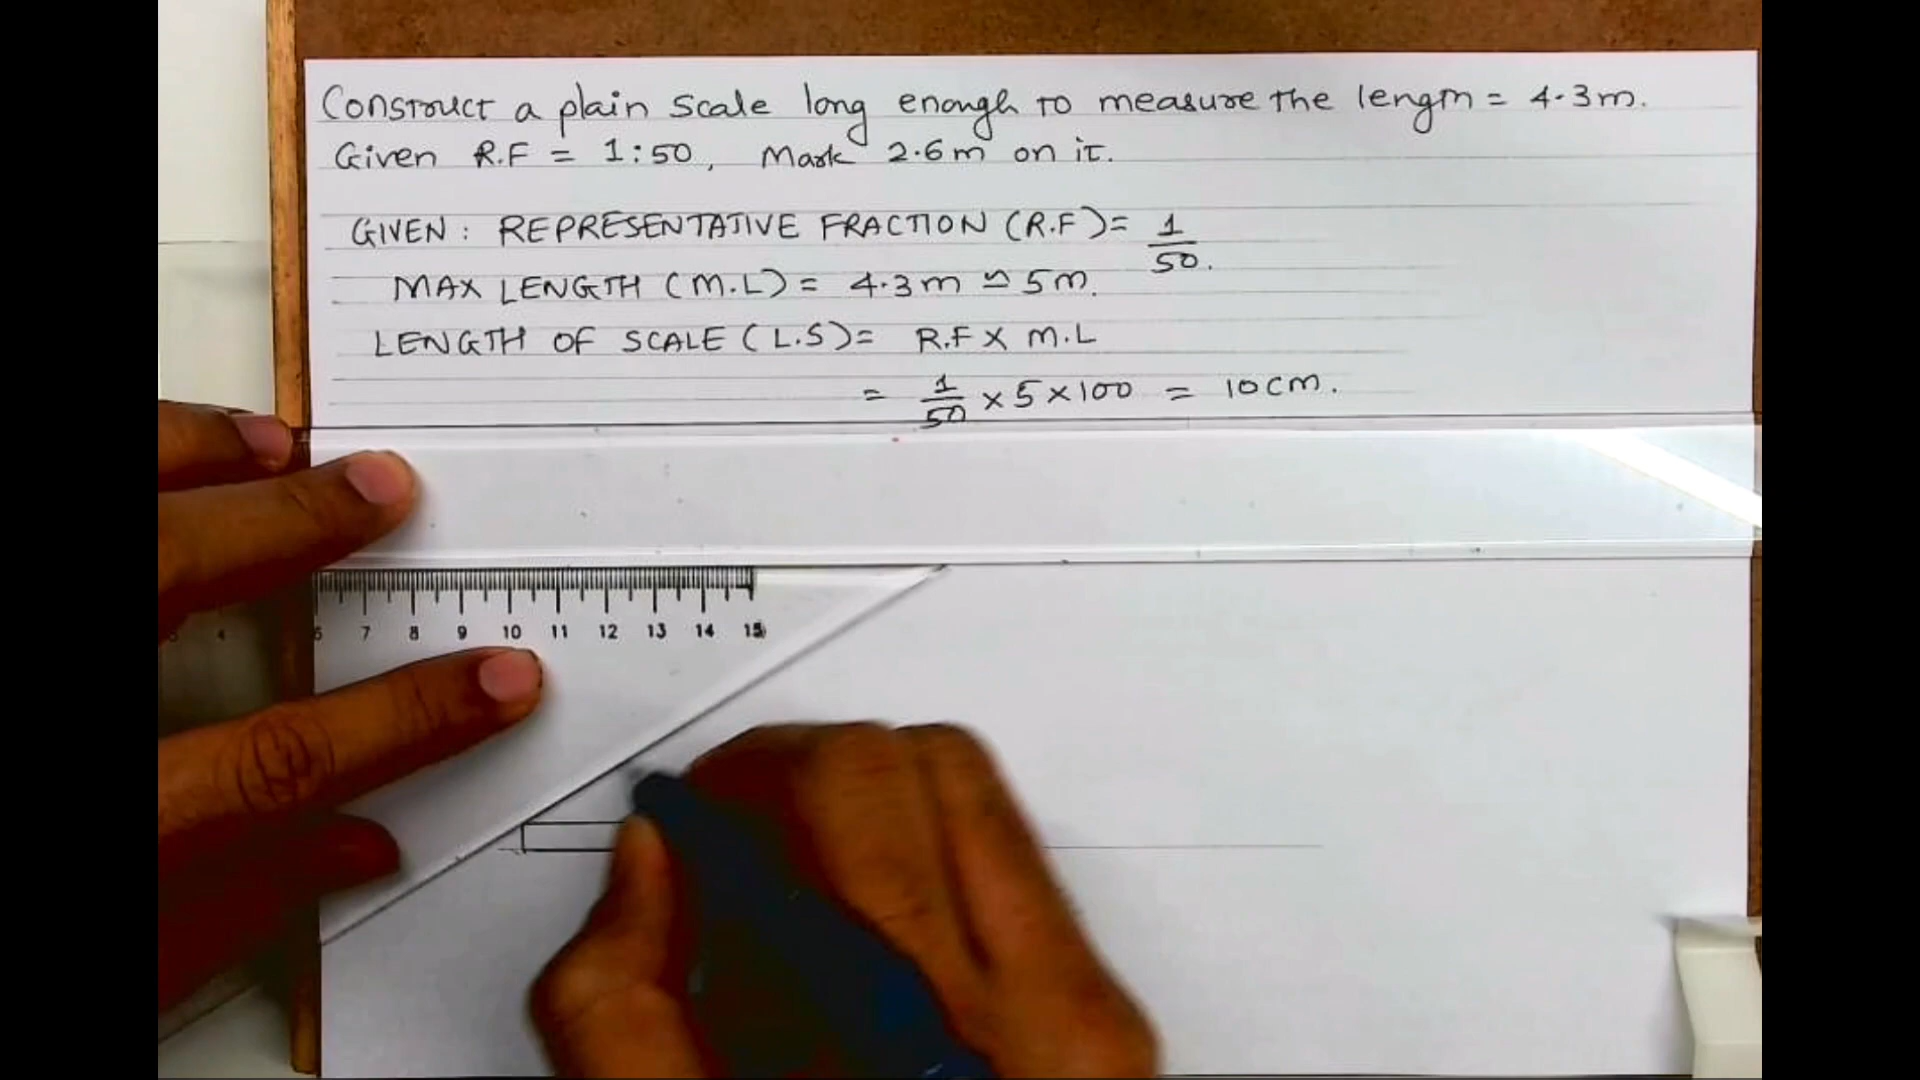 Construct a plain scale long enough to measure the length = 4.3m.
Given R.F = 1:50, Mark 2.6m on it.
GIVEN: REPRESENTATIVE FRACTION (R.F) = 1/50.
MAX LENGTH (M.L) = 4.3m ≌ 5m.
LENGTH OF SCALE (L.S) = R.F X M.L
= 1/50 × 5 × 100 = 10cm.
6 7 8 9 10 11 12 13 14 15